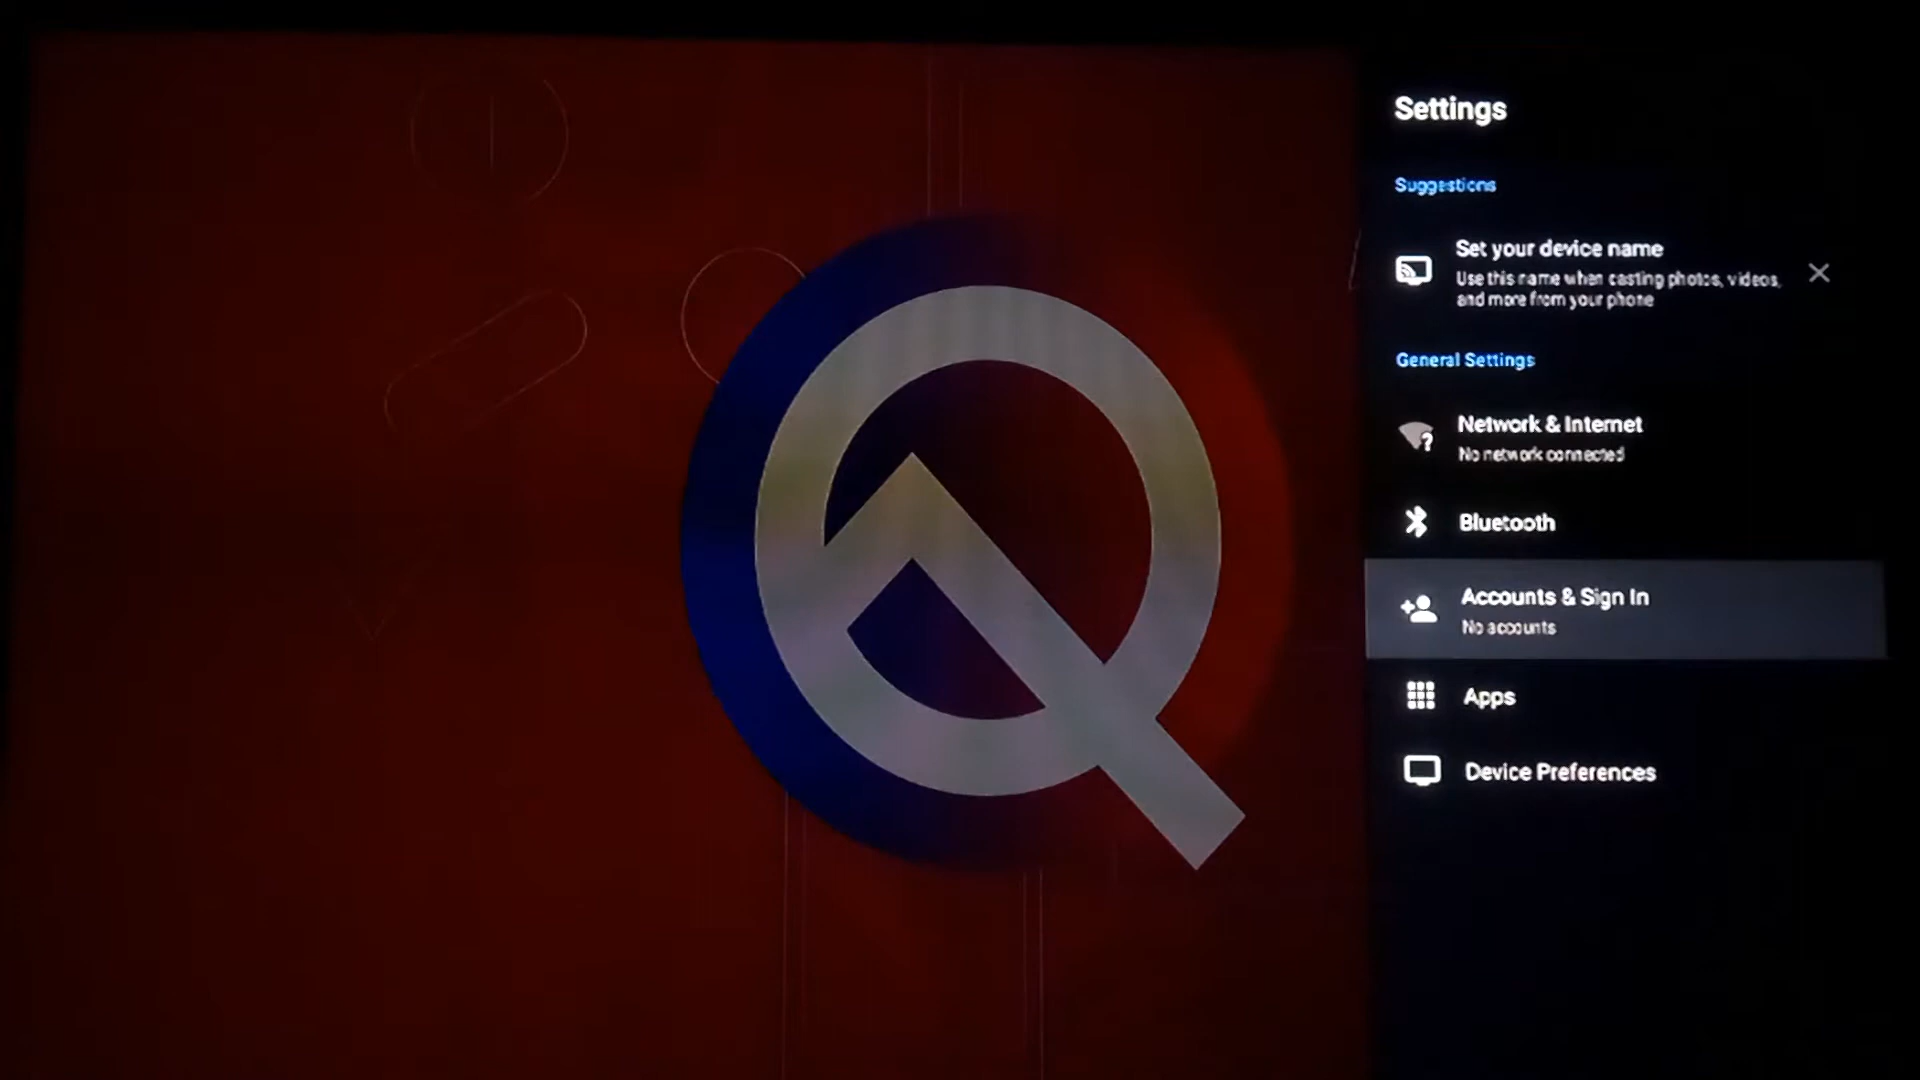 Settings
Suggestions
Set your device name
Use this name when casting photos, videos,
and more from your phone
General Settings
Network & Internet
No network connected
Bluetooth
Accounts & Sign In
No accounts
Apps
Device Preferences